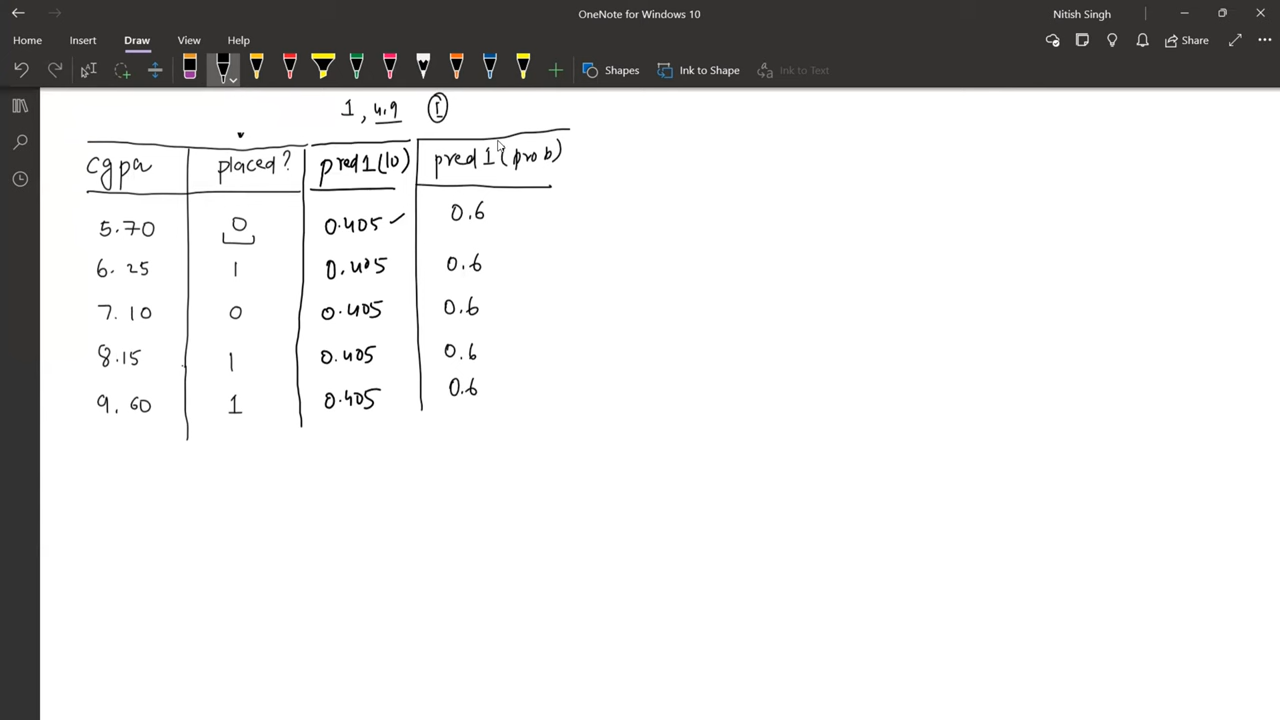 OneNote for Windows 10
Nitish Singh
Home Insert Draw View Help
Share
Shapes Ink to Shape Ink to Text
1, 4.9
cgpa placed? pred1(lo) pred1(prob)
5.70 0 0.405 ✓ 0.6
6.25 1 0.405 0.6
7.10 0 0.405 0.6
8.15 1 0.405 0.6
9.60 1 0.405 0.6